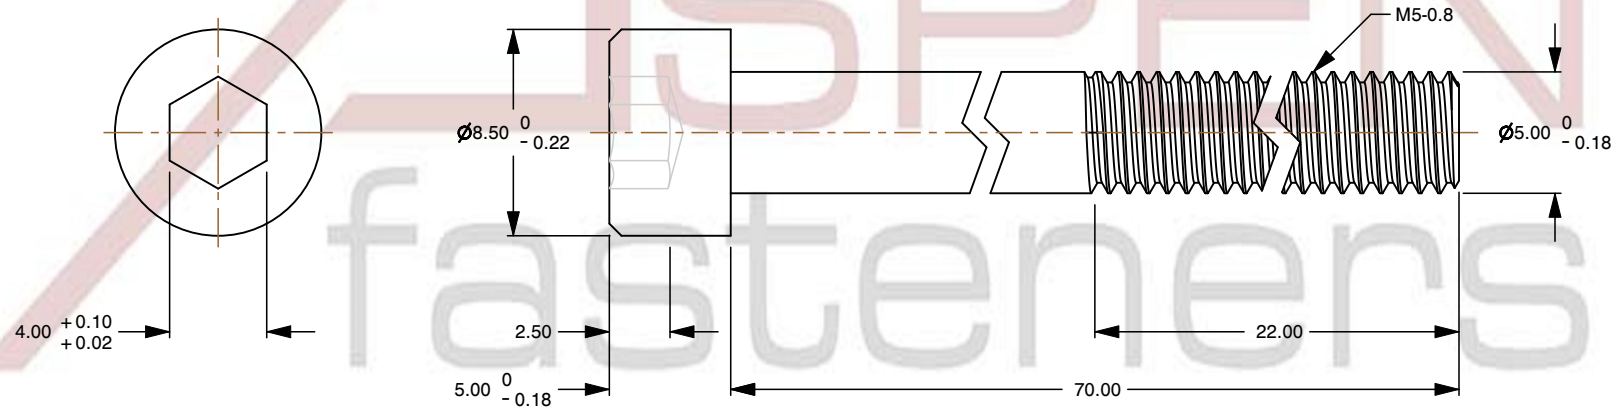 ASPEN
fasteners
M5-0.8
Ø8.50 0 -0.22
Ø5.00 0 -0.18
4.00 +0.10 +0.02
2.50
22.00
5.00 0 -0.18
70.00